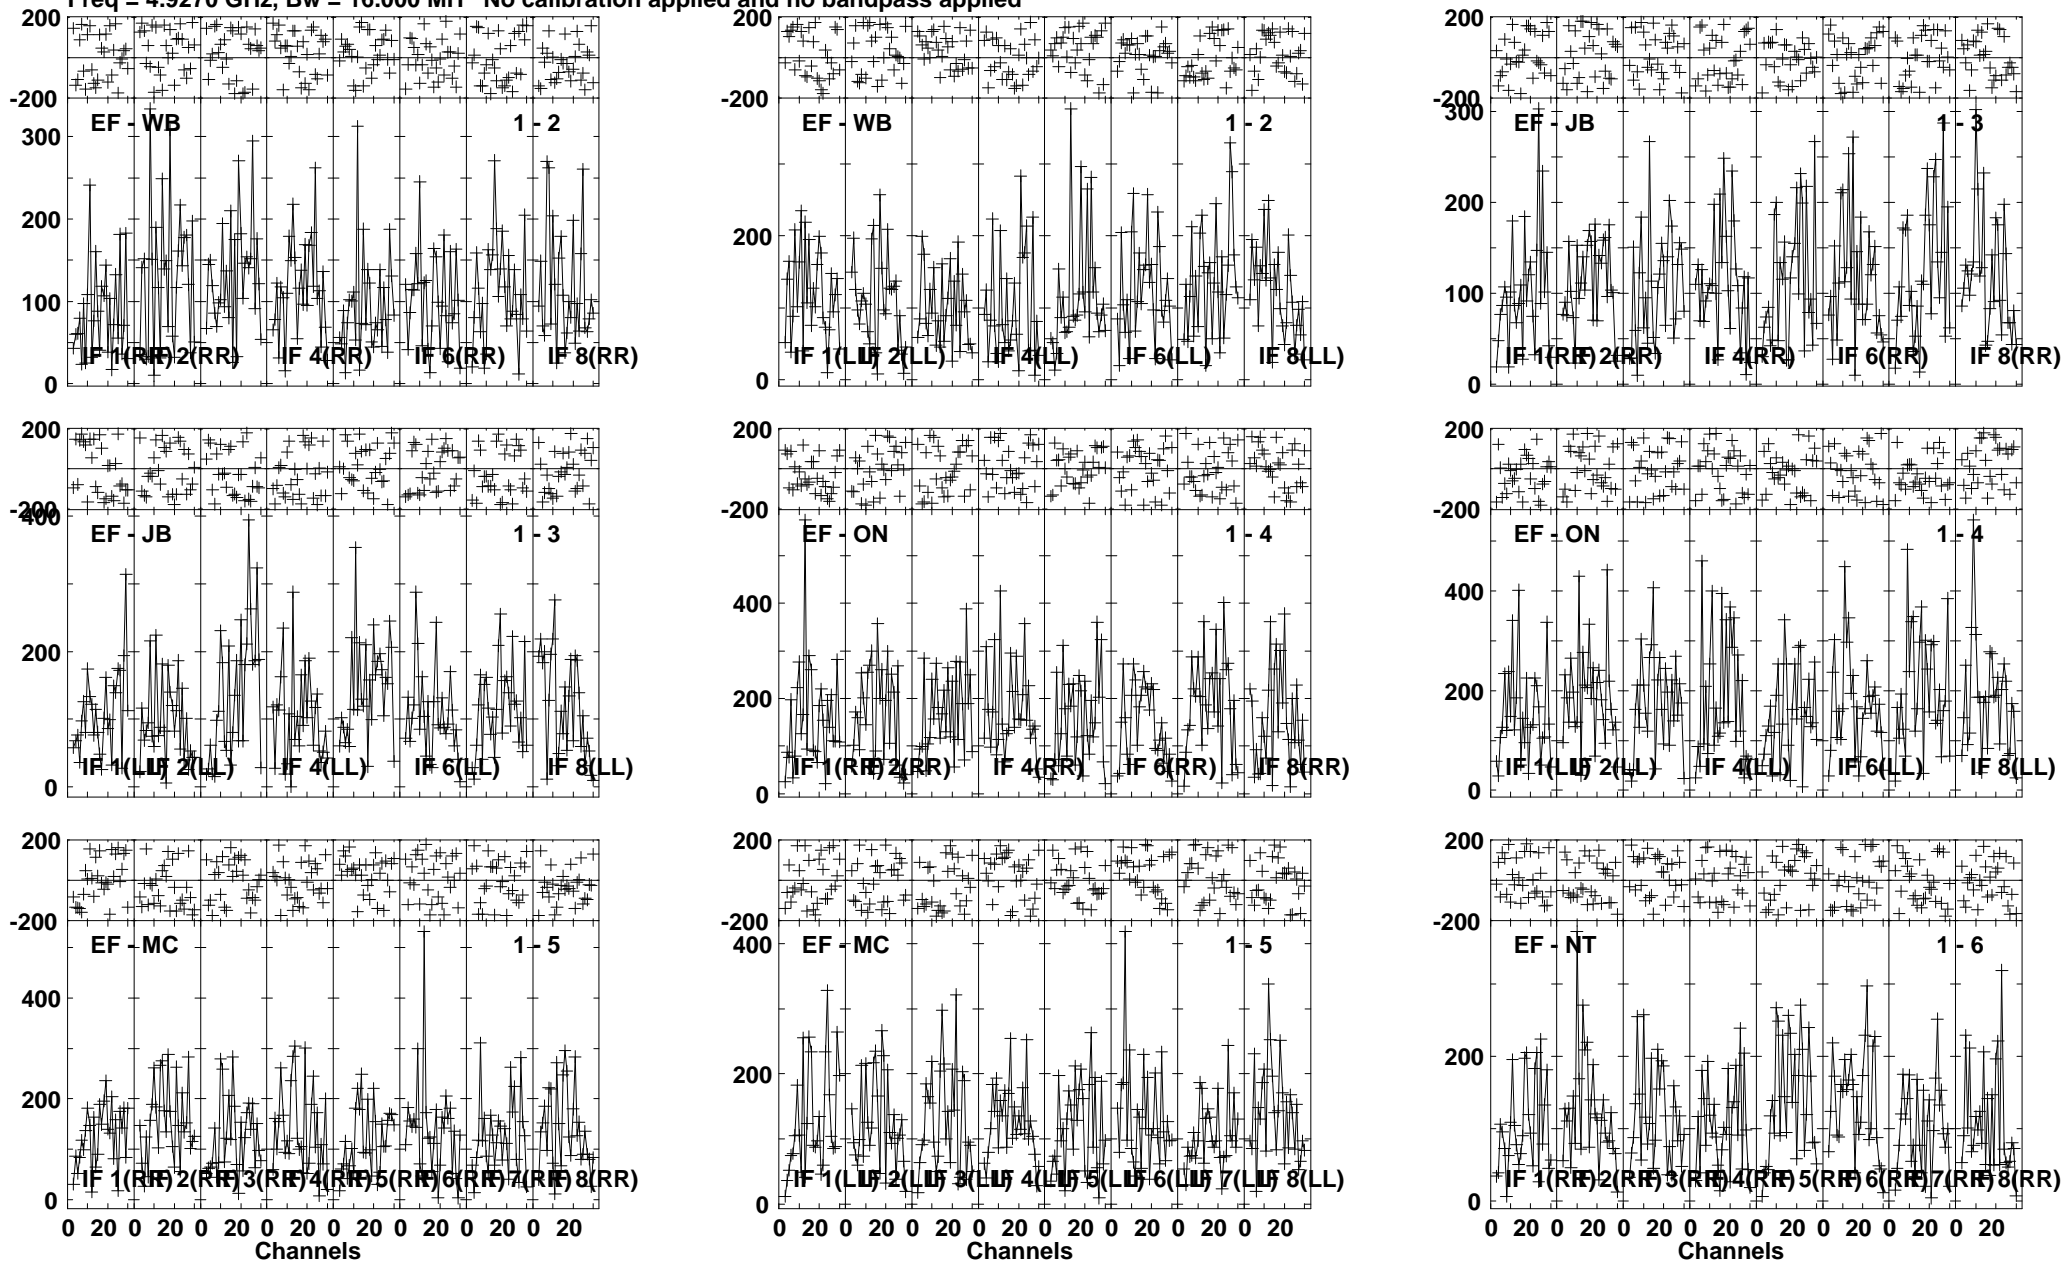 Freq = 4.9270 GHz, Bw = 16.000 MH No calibration applied and no bandpass applied
200 200 200
-200 -200 -200
EF - WB 1 - 2 EF - WB 1 - 2 EF - JB 1 - 3
300 300
200 200 200
100 100
IF 1(RR) IF 2(RR) IF 4(RR) IF 6(RR) IF 8(RR) IF 1(LL) IF 2(LL) IF 4(LL) IF 6(LL) IF 8(LL) IF 1(RR) IF 2(RR) IF 4(RR) IF 6(RR) IF 8(RR)
0 0 0
200 200 200
-200 -200 -200
400
EF - JB 1 - 3 EF - ON 1 - 4 EF - ON 1 - 4
400 400
200 200 200
IF 1(LL) IF 2(LL) IF 4(LL) IF 6(LL) IF 8(LL) IF 1(RR) IF 2(RR) IF 4(RR) IF 6(RR) IF 8(RR) IF 1(LL) IF 2(LL) IF 4(LL) IF 6(LL) IF 8(LL)
0 0 0
200 200 200
-200 -200 -200
EF - MC 1 - 5 EF - MC 1 - 5 EF - NT 1 - 6
400 400
200 200 200
IF 1(RR) IF 2(RR) IF 3(RR) IF 4(RR) IF 5(RR) IF 6(RR) IF 7(RR) IF 8(RR) IF 1(LL) IF 2(LL) IF 3(LL) IF 4(LL) IF 5(LL) IF 6(LL) IF 7(LL) IF 8(LL) IF 1(RR) IF 2(RR) IF 3(RR) IF 4(RR) IF 5(RR) IF 6(RR) IF 7(RR) IF 8(RR)
0 0 0
0 20 0 20 0 20 0 20 0 20 0 20 0 20 0 20 0 20 0 20 0 20 0 20 0 20 0 20 0 20 0 20 0 20 0 20 0 20 0 20 0 20 0 20 0 20 0 20
Channels Channels